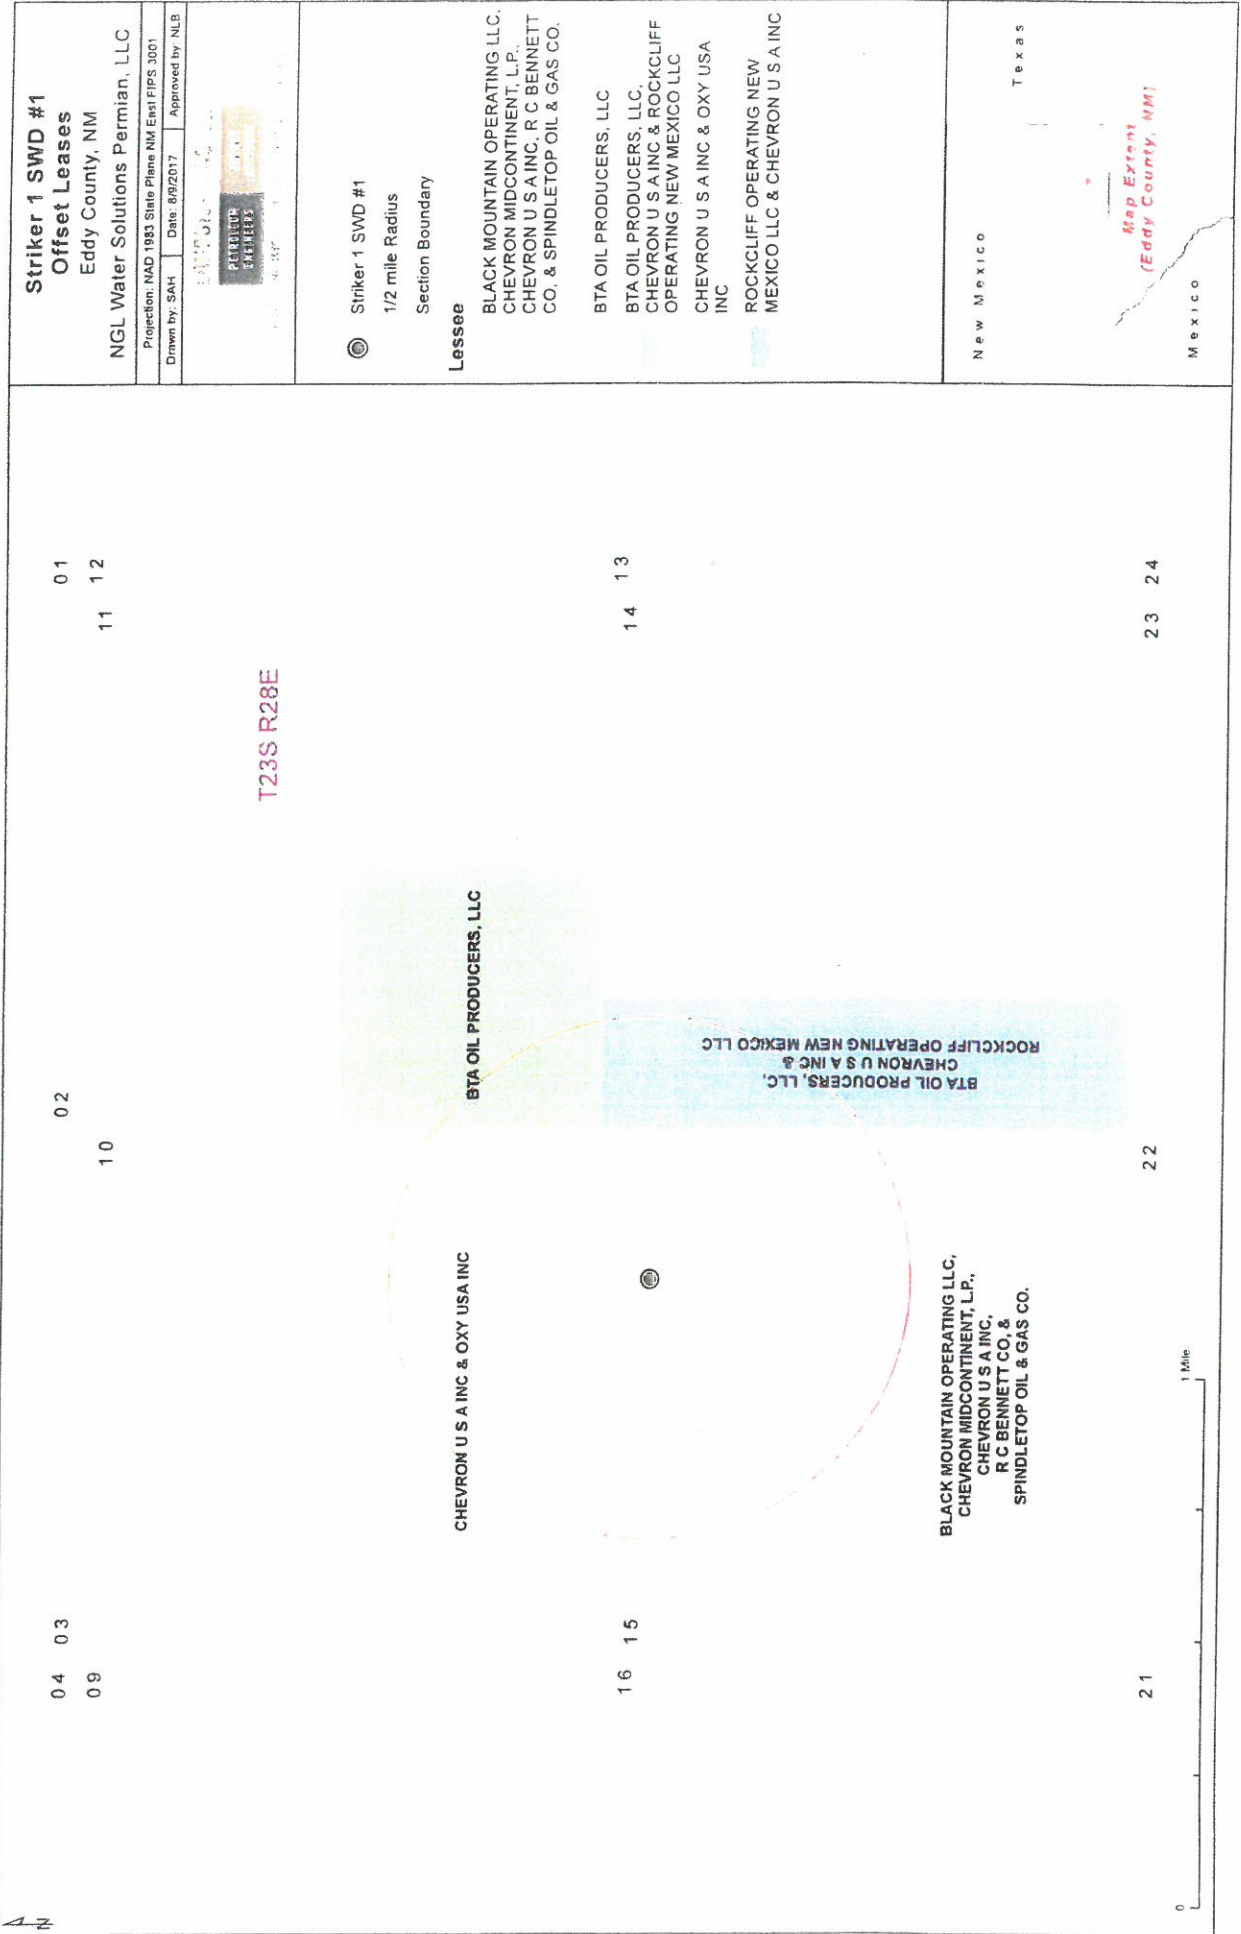 Striker 1 SWD #1
Offset Leases
Eddy County, NM
NGL Water Solutions Permian, LLC
Projection: NAD 1983 State Plane NM East FIPS 3001
Drawn by: SAH
Date: 8/9/2017
Approved by: NLB
PETROLEUM
ENGINEERS
Striker 1 SWD #1
1/2 mile Radius
Section Boundary
Lessee
BLACK MOUNTAIN OPERATING LLC,
CHEVRON MIDCONTINENT, L.P.,
CHEVRON U S A INC, R C BENNETT
CO, & SPINDLETOP OIL & GAS CO.
BTA OIL PRODUCERS, LLC
BTA OIL PRODUCERS, LLC,
CHEVRON U S A INC & ROCKCLIFF
OPERATING NEW MEXICO LLC
CHEVRON U S A INC & OXY USA
INC
ROCKCLIFF OPERATING NEW
MEXICO LLC & CHEVRON U S A INC
New Mexico
Texas
Map Extent
(Eddy County, NM)
Mexico
N
04 03
02
01
09
10
11 12
T23S R28E
CHEVRON U S A INC & OXY USA INC
BTA OIL PRODUCERS, LLC
16 15
14 13
BTA OIL PRODUCERS, LLC,
CHEVRON U S A INC &
ROCKCLIFF OPERATING NEW MEXICO LLC
BLACK MOUNTAIN OPERATING LLC,
CHEVRON MIDCONTINENT, L.P.,
CHEVRON U S A INC,
R C BENNETT CO, &
SPINDLETOP OIL & GAS CO.
21
22
23 24
0
1 Mile